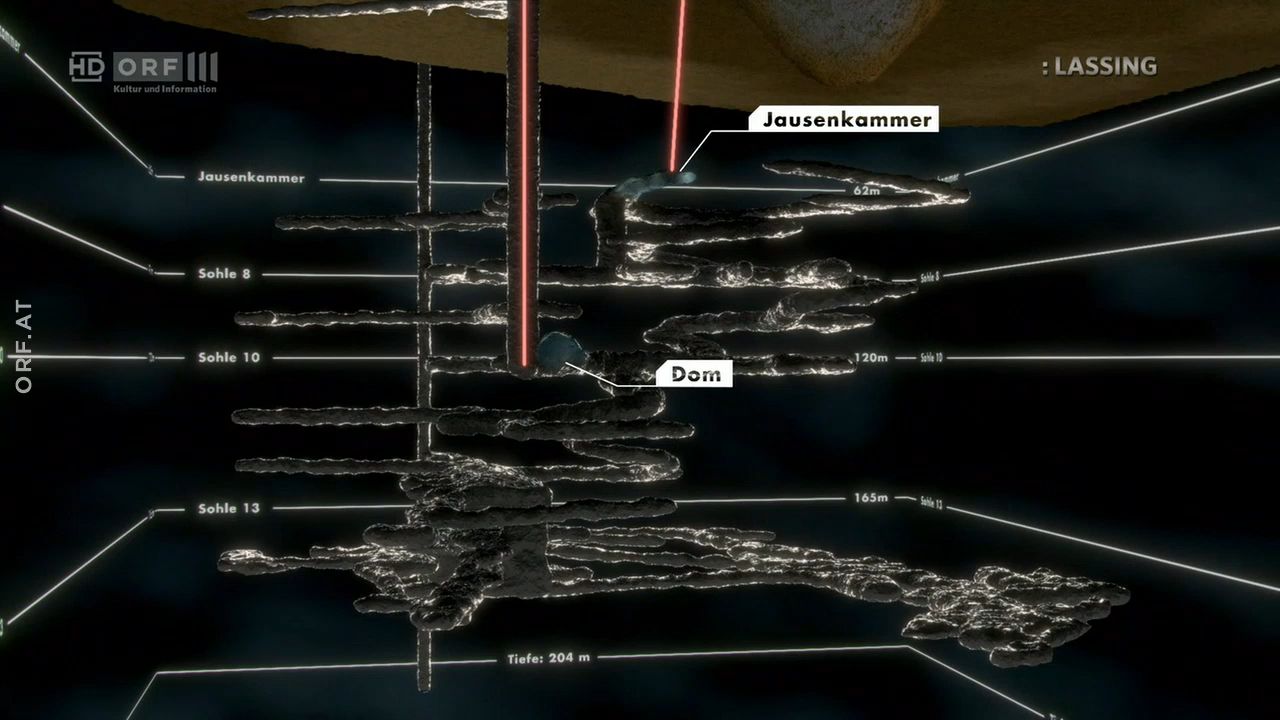 HD ORF III
Kultur und Information
: LASSING
Jausenkammer
Jausenkammer
62m
Sohle 8
Sohle 8
ORF.AT
Sohle 10
120m
Sohle 10
Dom
Sohle 13
165m
Sohle 13
Tiefe: 204 m